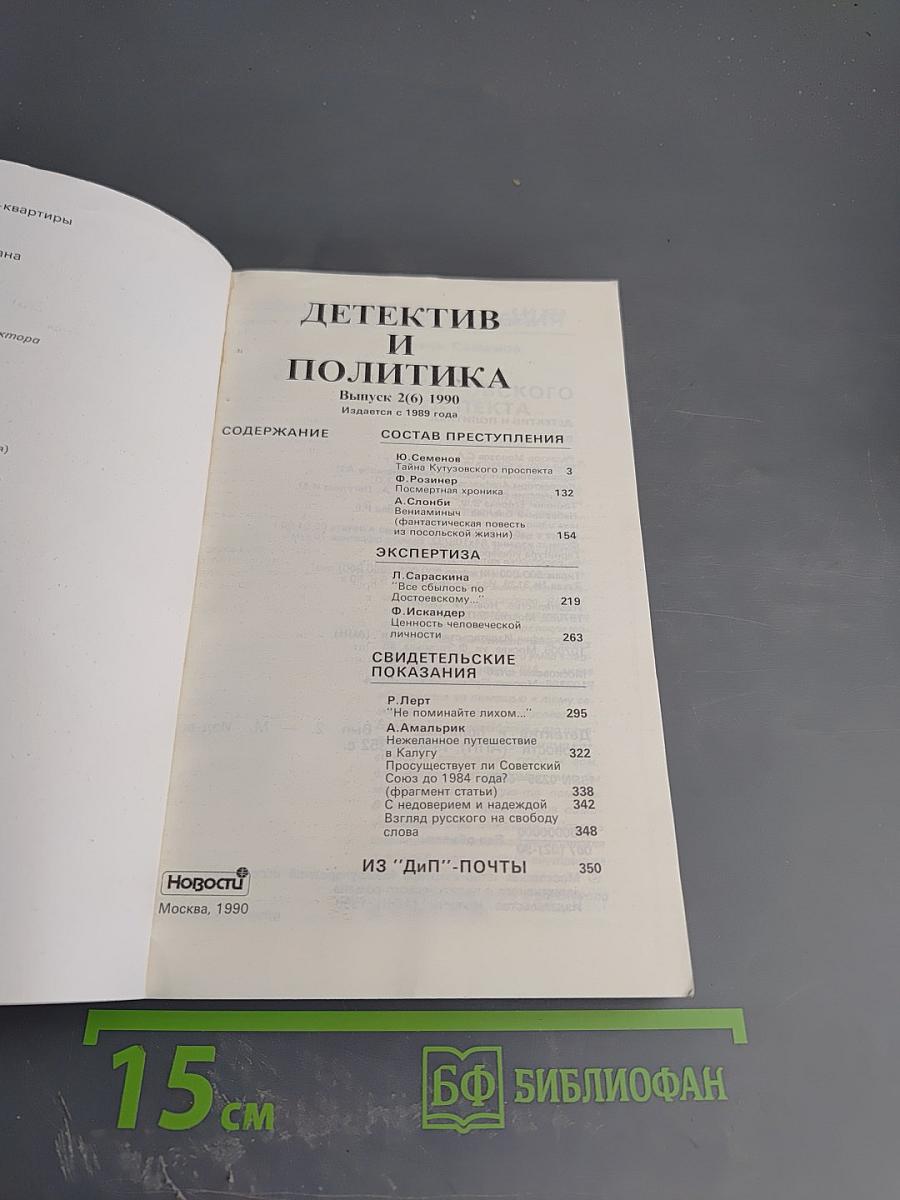 -квартиры
ДЕТЕКТИВ
И
ПОЛИТИКА
Выпуск 2(6) 1990
Издается с 1989 года
СОДЕРЖАНИЕ
СОСТАВ ПРЕСТУПЛЕНИЯ
Ю.Семенов
Тайна Кутузовского проспекта 3
Ф.Розинер
Посмертная хроника 132
А.Слонби
Вениаминыч
(фантастическая повесть
из посольской жизни) 154
ЭКСПЕРТИЗА
Л.Сараскина
"Все сбылось по
Достоевскому..." 219
Ф.Искандер
Ценность человеческой
личности 263
СВИДЕТЕЛЬСКИЕ
ПОКАЗАНИЯ
Р.Лерт
"Не поминайте лихом..." 295
А.Амальрик
Нежеланное путешествие
в Калугу 322
Просуществует ли Советский
Союз до 1984 года?
(фрагмент статьи) 338
С недоверием и надеждой 342
Взгляд русского на свободу
слова 348
ИЗ "ДиП"-ПОЧТЫ 350
Новости
Москва, 1990
15 см
БФ БИБЛИОФАН